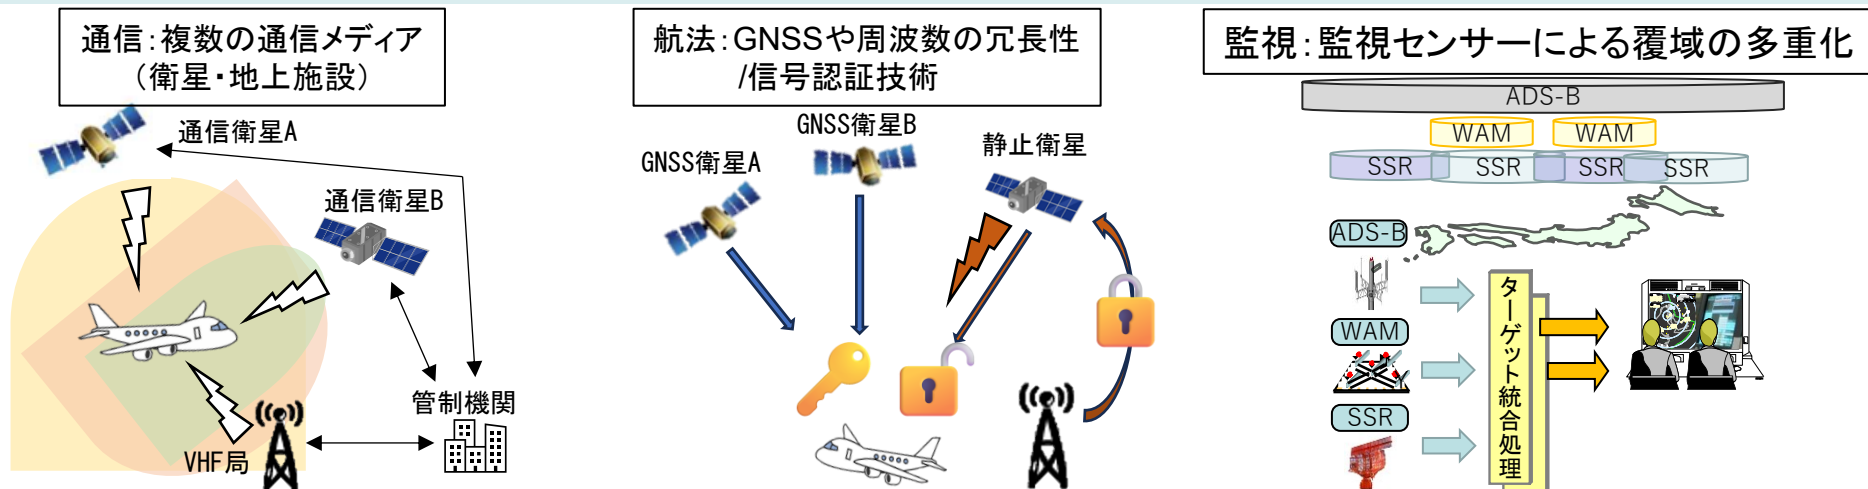 通信:複数の通信メディア
(衛星・地上施設)
通信衛星A
通信衛星B
管制機関
VHF局
航法:GNSSや周波数の冗長性
/信号認証技術
GNSS衛星A
GNSS衛星B
静止衛星
監視:監視センサーによる覆域の多重化
ADS-B
WAM WAM
SSR SSR SSR SSR
ADS-B
WAM
SSR
ターゲット統合処理